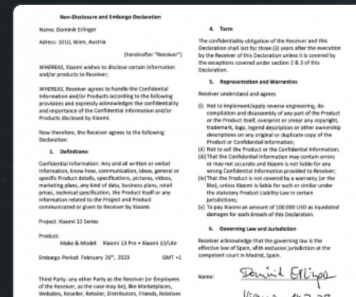 Non-Disclosure and Embargo Declaration
Name: Dominik Erlinger
Adress: 1010, Wien, Austria
(hereinafter "Receiver")
WHEREAS, Xiaomi wishes to disclose certain information
and/or products to Receiver;
WHEREAS, Receiver agrees to handle the Confidential
Information and/or Products according to the following
provisions and expressly acknowledges the confidentiality
and importance of the Confidential Information and/or
Products disclosed by Xiaomi.
Now therefore, the Receiver agrees to the following
Declaration:
1. Definitions:
Confidential Information: Any and all written or verbal
information, know-how, communication, ideas, general or
specific Product details, specifications, pictures, videos,
marketing plans, any kind of data, business plans, retail
prices, technical specification, the Product itself or any
information related to the Project and Product
communicated or given to Receiver by Xiaomi.
Project: Xiaomi 13 Series
Product:
Make & Model: Xiaomi 13 Pro + Xiaomi 13/Lite
Embargo Period: February 26th, 2023 GMT +1
Third-Party: any other Party as the Receiver (or Employees
of the Receiver, as the case may be), like Marketplaces,
Websites, Reseller, Retailer, Distributors, Friends, Relatives
4. Term
The confidentiality obligation of the Receiver and this
Declaration shall last for three (3) years after the execution
by the Receiver of this Declaration unless it is covered by
the exceptions covered under section 2 & 3 of this
Declaration.
5. Representation and Warranties
Receiver understand and agrees
(i) Not to implement/apply reverse engineering, de-
compilation and disassembly of any part of the Product
or the Product itself, overprint or erase any copyright,
trademark, logo, legend description or other ownership
descriptions on any original or duplicate copy of the
Product or Confidential Information;
(ii) Not to sell the Product or the Confidential Information;
(iii) That the Confidential Information may contain errors
or may not accurate and Xiaomi is not liable for any
wrong Confidential Information provided to Receiver;
(iv) That the Product is not covered by a warranty (or the
like), unless Xiaomi is liable for such or similar under
the statutory Product Liability Law in certain
jurisdictions;
(v) To pay Xiaomi an amount of 100.000 USD as liquidated
damages for each breach of this Declaration.
6. Governing Law and Jurisdiction
Receiver acknowledge that the governing law is the
effective law of Spain, with exclusive jurisdiction at the
competent court in Madrid, Spain.
Name: Dominik Erlinger